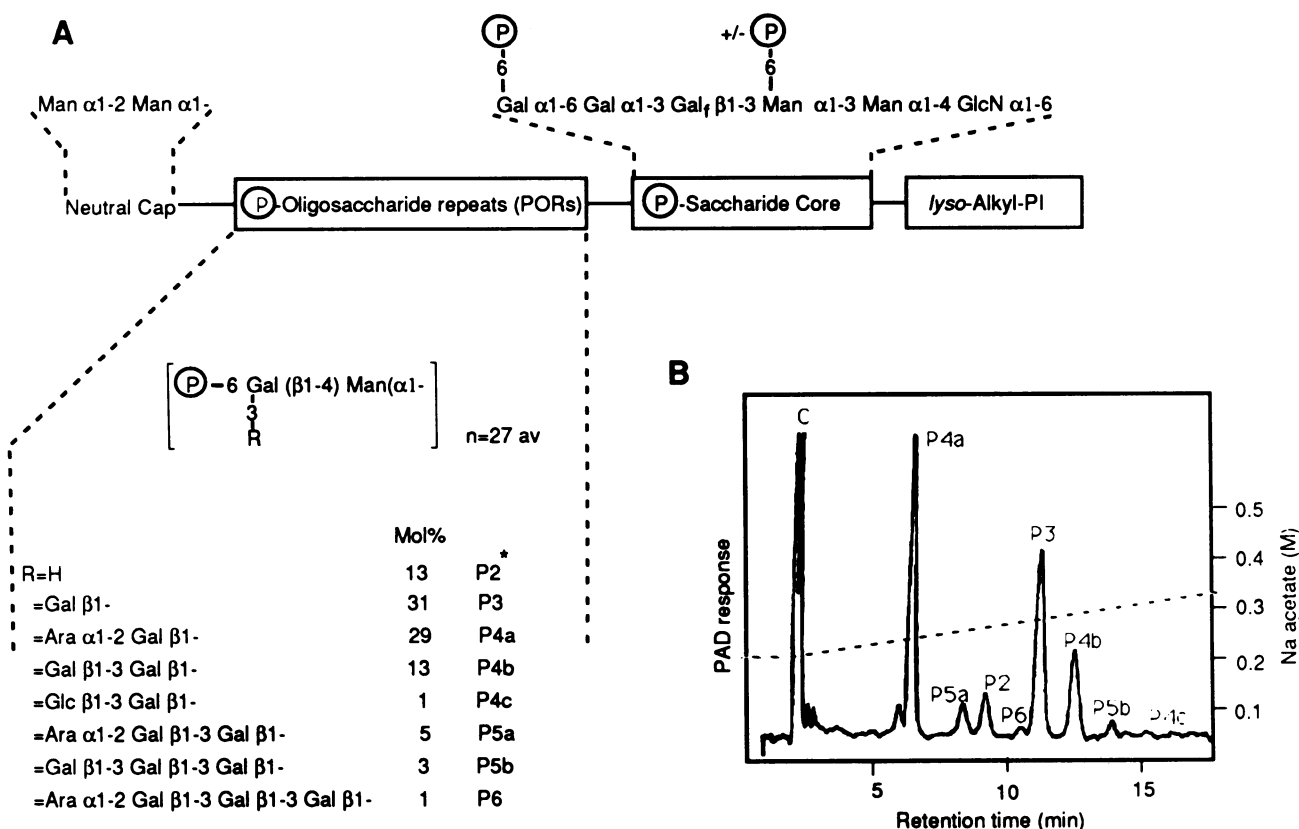 A
P
+/- P
6
6
Man α1-2 Man α1-
Gal α1-6 Gal α1-3 Galf β1-3 Man α1-3 Man α1-4 GlcN α1-6
Neutral Cap
P -Oligosaccharide repeats (PORs)
P -Saccharide Core
lyso-Alkyl-PI
P -6 Gal (β1-4) Man(α1-
3
R
n=27 av
Mol%
R=H 13 P2*
=Gal β1- 31 P3
=Ara α1-2 Gal β1- 29 P4a
=Gal β1-3 Gal β1- 13 P4b
=Glc β1-3 Gal β1- 1 P4c
=Ara α1-2 Gal β1-3 Gal β1- 5 P5a
=Gal β1-3 Gal β1-3 Gal β1- 3 P5b
=Ara α1-2 Gal β1-3 Gal β1-3 Gal β1- 1 P6
B
C
P4a
P3
P4b
P5a
P2
P6
P5b
P4c
PAD response
0.5
0.4
0.3
0.2
0.1
Na acetate (M)
5
10
15
Retention time (min)